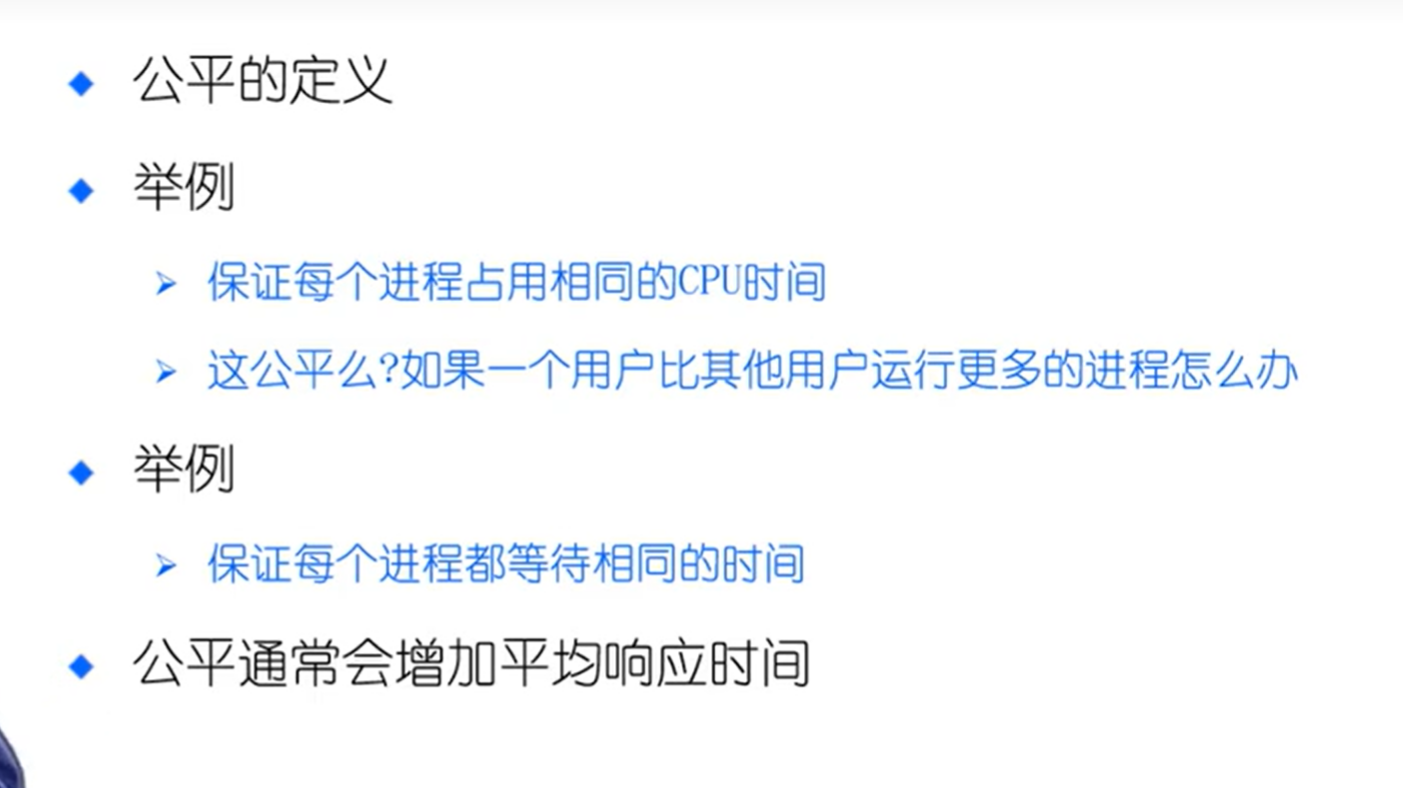 公平的定义
举例
保证每个进程占用相同的CPU时间
这公平么?如果一个用户比其他用户运行更多的进程怎么办
举例
保证每个进程都等待相同的时间
公平通常会增加平均响应时间